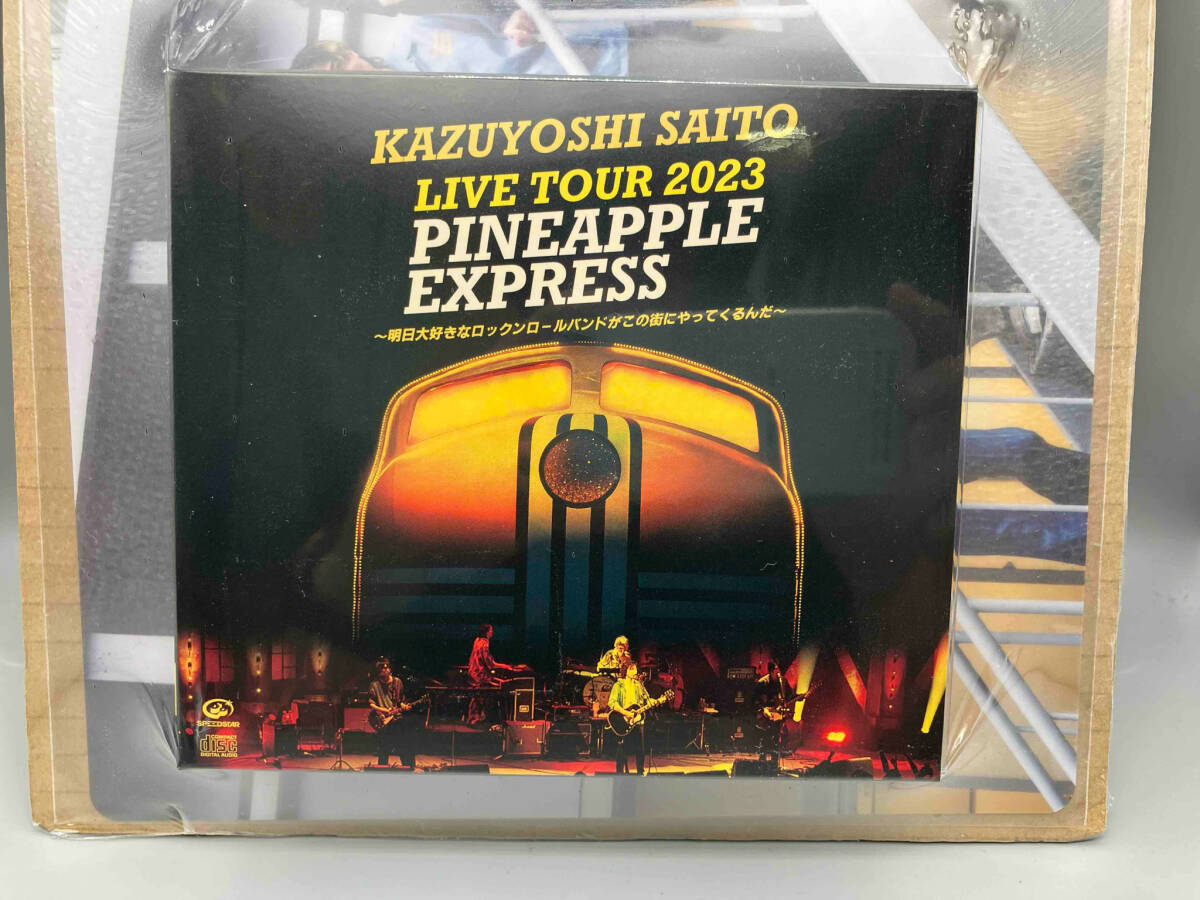 KAZUYOSHI SAITO
LIVE TOUR 2023
PINEAPPLE
EXPRESS
～明日大好きなロックンロールバンドがこの街にやってくるんだ～
SPEEDSTAR
COMPACT
disc
DIGITAL AUDIO